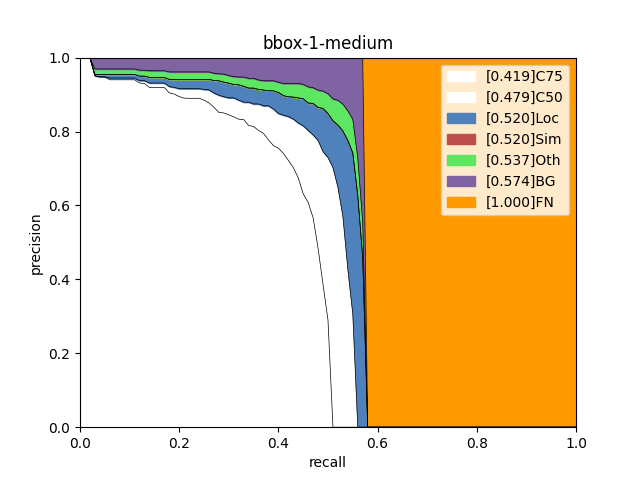 bbox-1-medium
1.0
0.8
0.6
0.4
0.2
0.0
precision
[0.419]C75
[0.479]C50
[0.520]Loc
[0.520]Sim
[0.537]Oth
[0.574]BG
[1.000]FN
0.0 0.2 0.4 0.6 0.8 1.0
recall